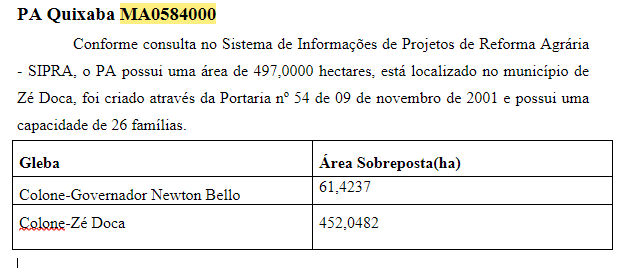 PA Quixaba MA0584000
Conforme consulta no Sistema de Informações de Projetos de Reforma Agrária
- SIPRA, o PA possui uma área de 497,0000 hectares, está localizado no município de
Zé Doca, foi criado através da Portaria nº 54 de 09 de novembro de 2001 e possui uma
capacidade de 26 famílias.
Gleba Área Sobreposta(ha)
Colone-Governador Newton Bello 61,4237
Colone-Zé Doca 452,0482